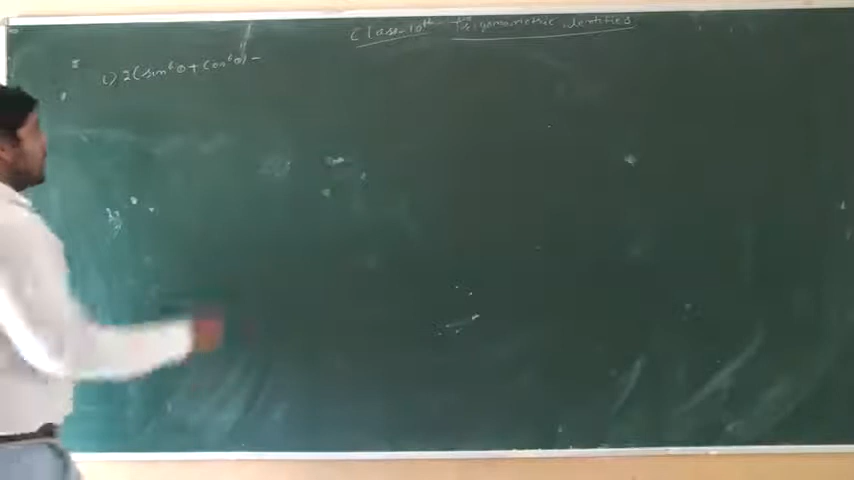 Class-10th Trigonometric identities
i) 2(sin⁶θ+cos⁶θ)-